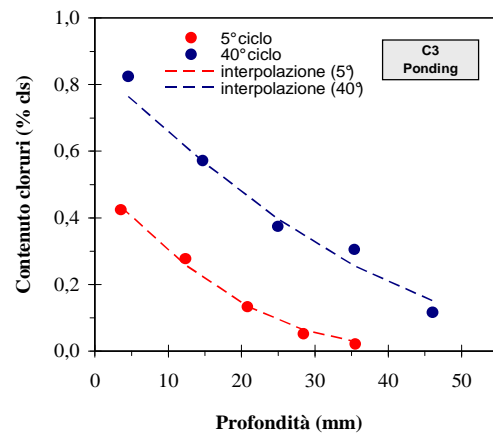 1,0
0,8
0,6
0,4
0,2
0,0
0
10
20
30
40
50
Contenuto cloruri (% cls)
Profondità (mm)
5° ciclo
40° ciclo
interpolazione (5°)
interpolazione (40°)
C3
Ponding